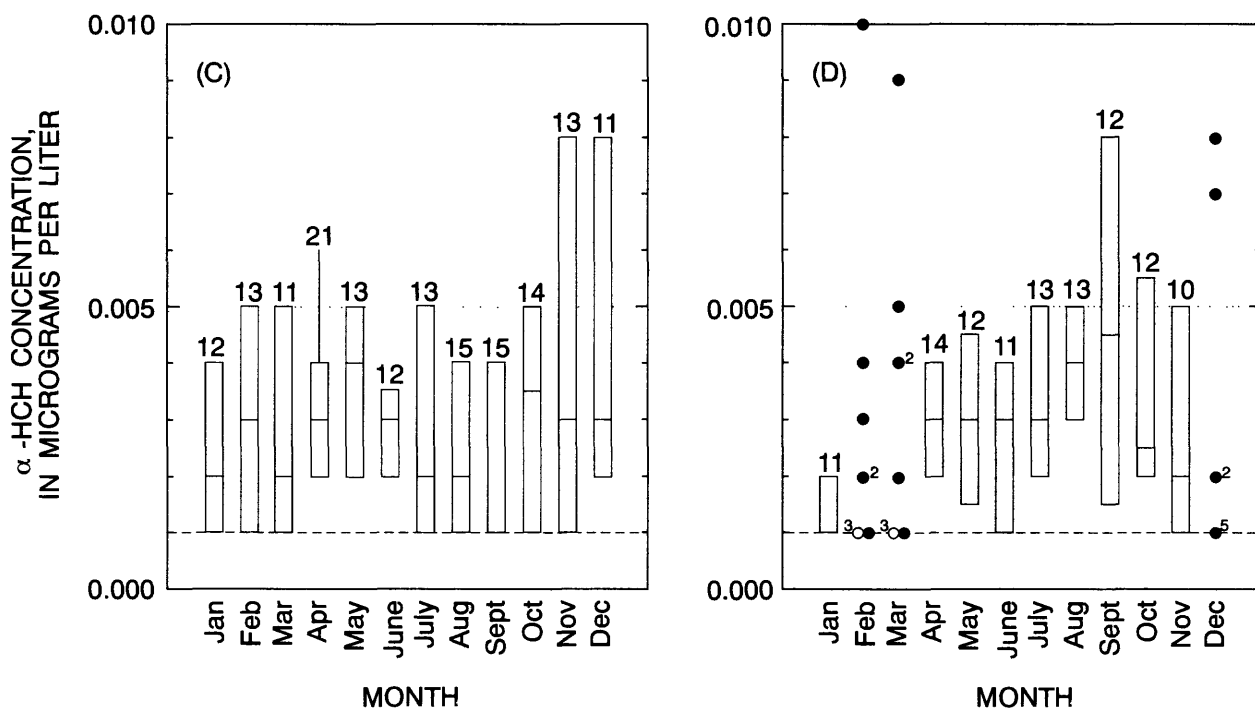 α -HCH CONCENTRATION,
IN MICROGRAMS PER LITER
0.010
0.005
0.000
(C)
12 13 11 21 13 12 13 15 15 14 13 11
Jan Feb Mar Apr May June July Aug Sept Oct Nov Dec
MONTH
0.010
0.005
0.000
(D)
11 3 2 3 2 14 12 11 13 13 12 12 10 2 5
Jan Feb Mar Apr May June July Aug Sept Oct Nov Dec
MONTH